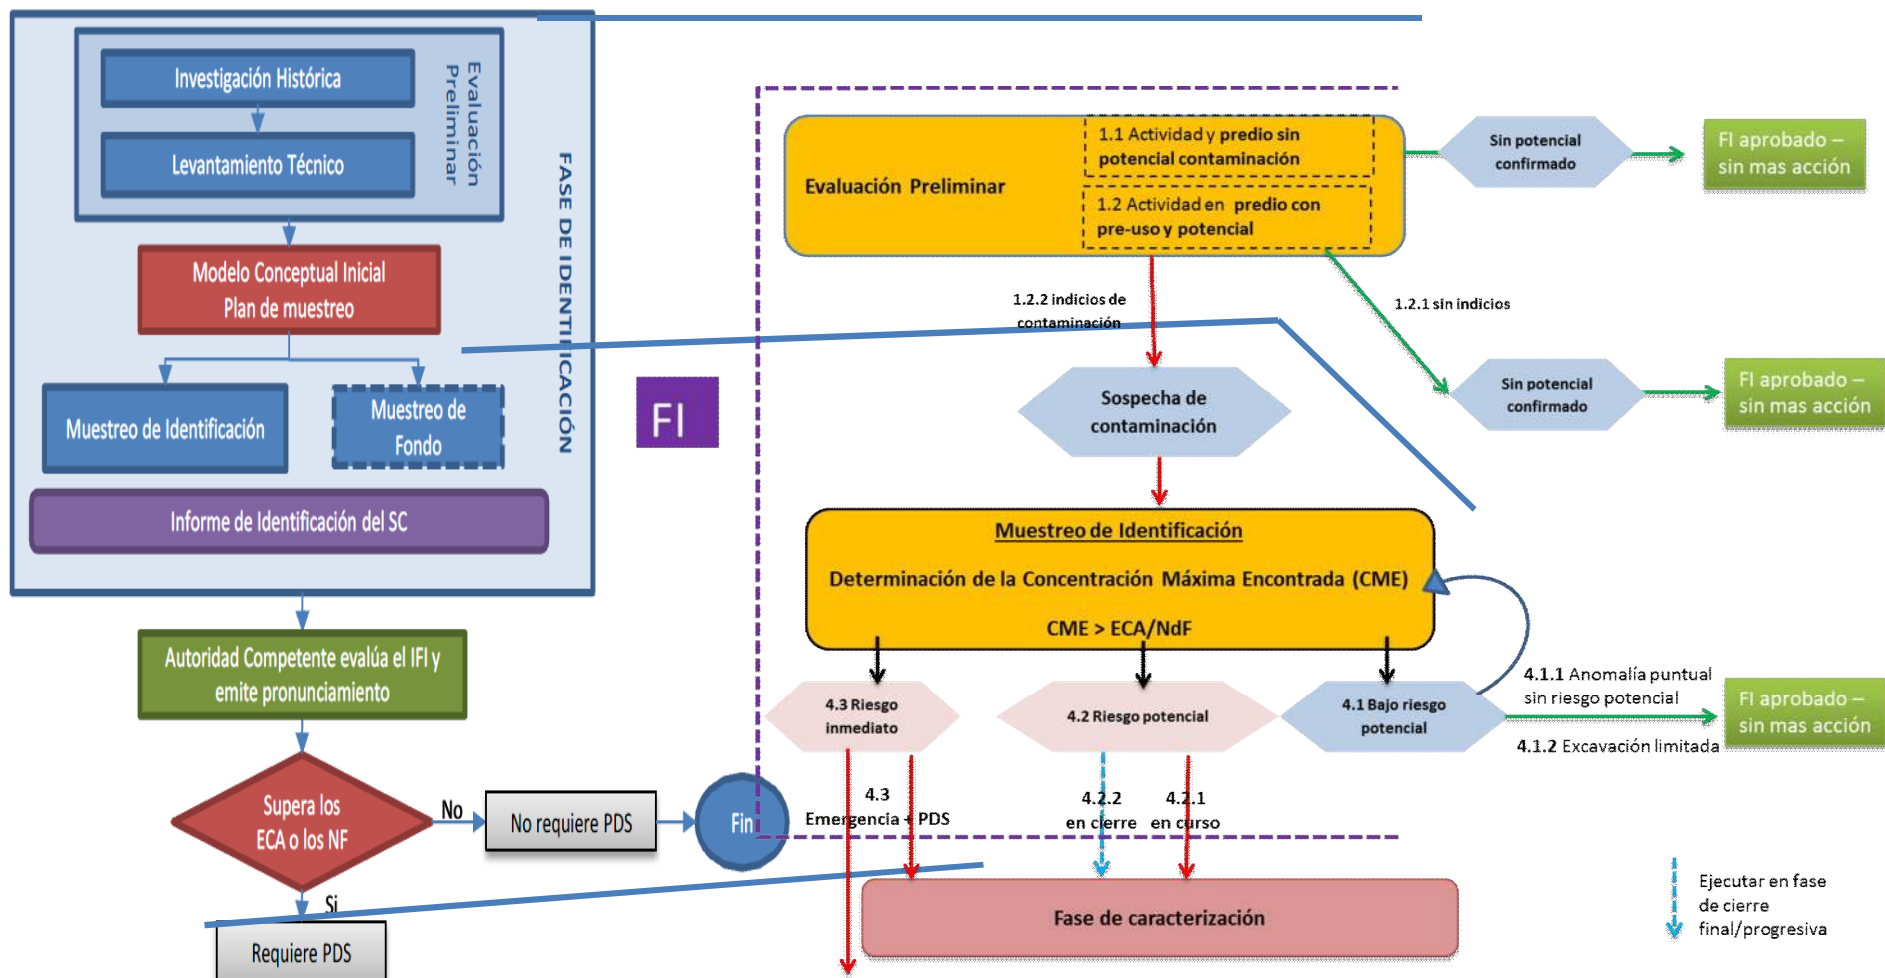 Investigación Histórica
Levantamiento Técnico
Evaluación
Preliminar
FASE DE IDENTIFICACIÓN
Modelo Conceptual Inicial
Plan de muestreo
Muestreo de Identificación
Muestreo de
Fondo
Informe de Identificación del SC
Autoridad Competente evalúa el IFI y
emite pronunciamiento
Supera los
ECA o los NF
No
No requiere PDS
Fin
Si
Requiere PDS
FI
Evaluación Preliminar
1.1 Actividad y predio sin
potencial contaminación
1.2 Actividad en predio con
pre-uso y potencial
Sin potencial
confirmado
FI aprobado –
sin mas acción
1.2.2 indicios de
contaminación
1.2.1 sin indicios
Sin potencial
confirmado
FI aprobado –
sin mas acción
Sospecha de
contaminación
Muestreo de Identificación
Determinación de la Concentración Máxima Encontrada (CME)
CME > ECA/NdF
4.3 Riesgo
inmediato
4.2 Riesgo potencial
4.1 Bajo riesgo
potencial
4.1.1 Anomalía puntual
sin riesgo potencial
4.1.2 Excavación limitada
FI aprobado –
sin mas acción
4.3
Emergencia + PDS
4.2.2
en cierre
4.2.1
en curso
Fase de caracterización
Ejecutar en fase
de cierre
final/progresiva